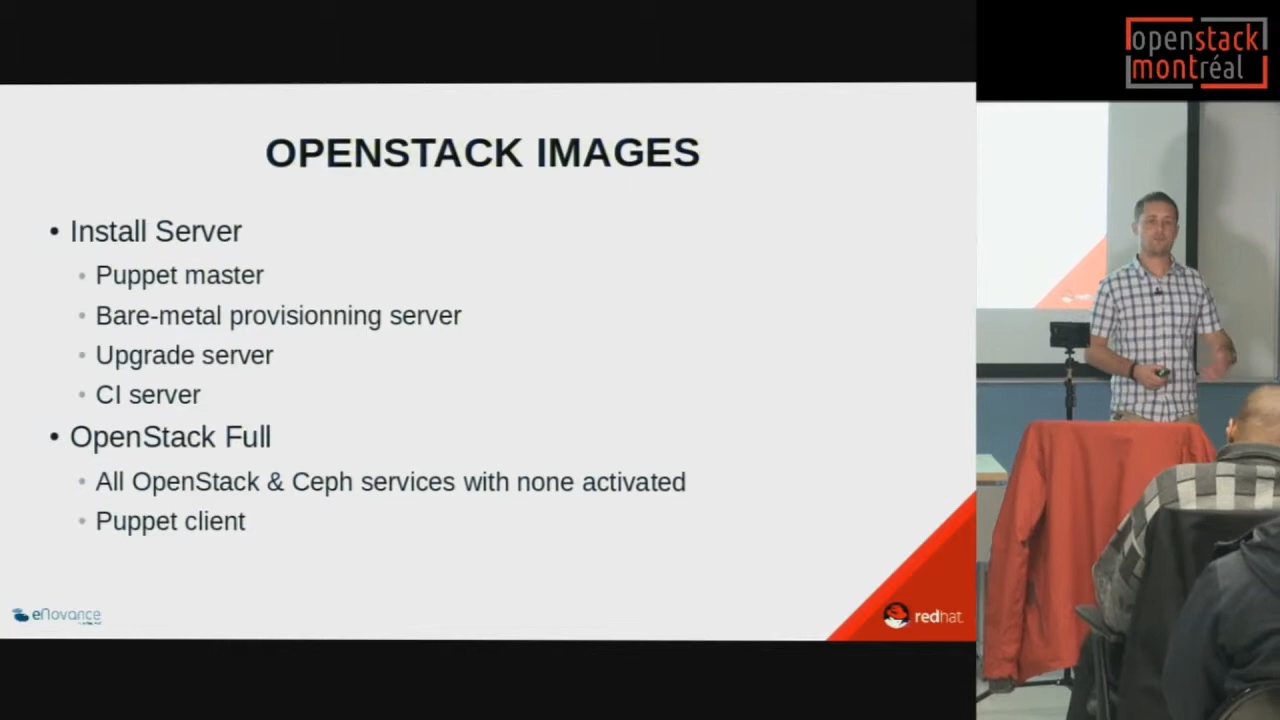 openstack
montréal
OPENSTACK IMAGES
• Install Server
• Puppet master
• Bare-metal provisionning server
• Upgrade server
• CI server
• OpenStack Full
• All OpenStack & Ceph services with none activated
• Puppet client
eNovance
redhat.